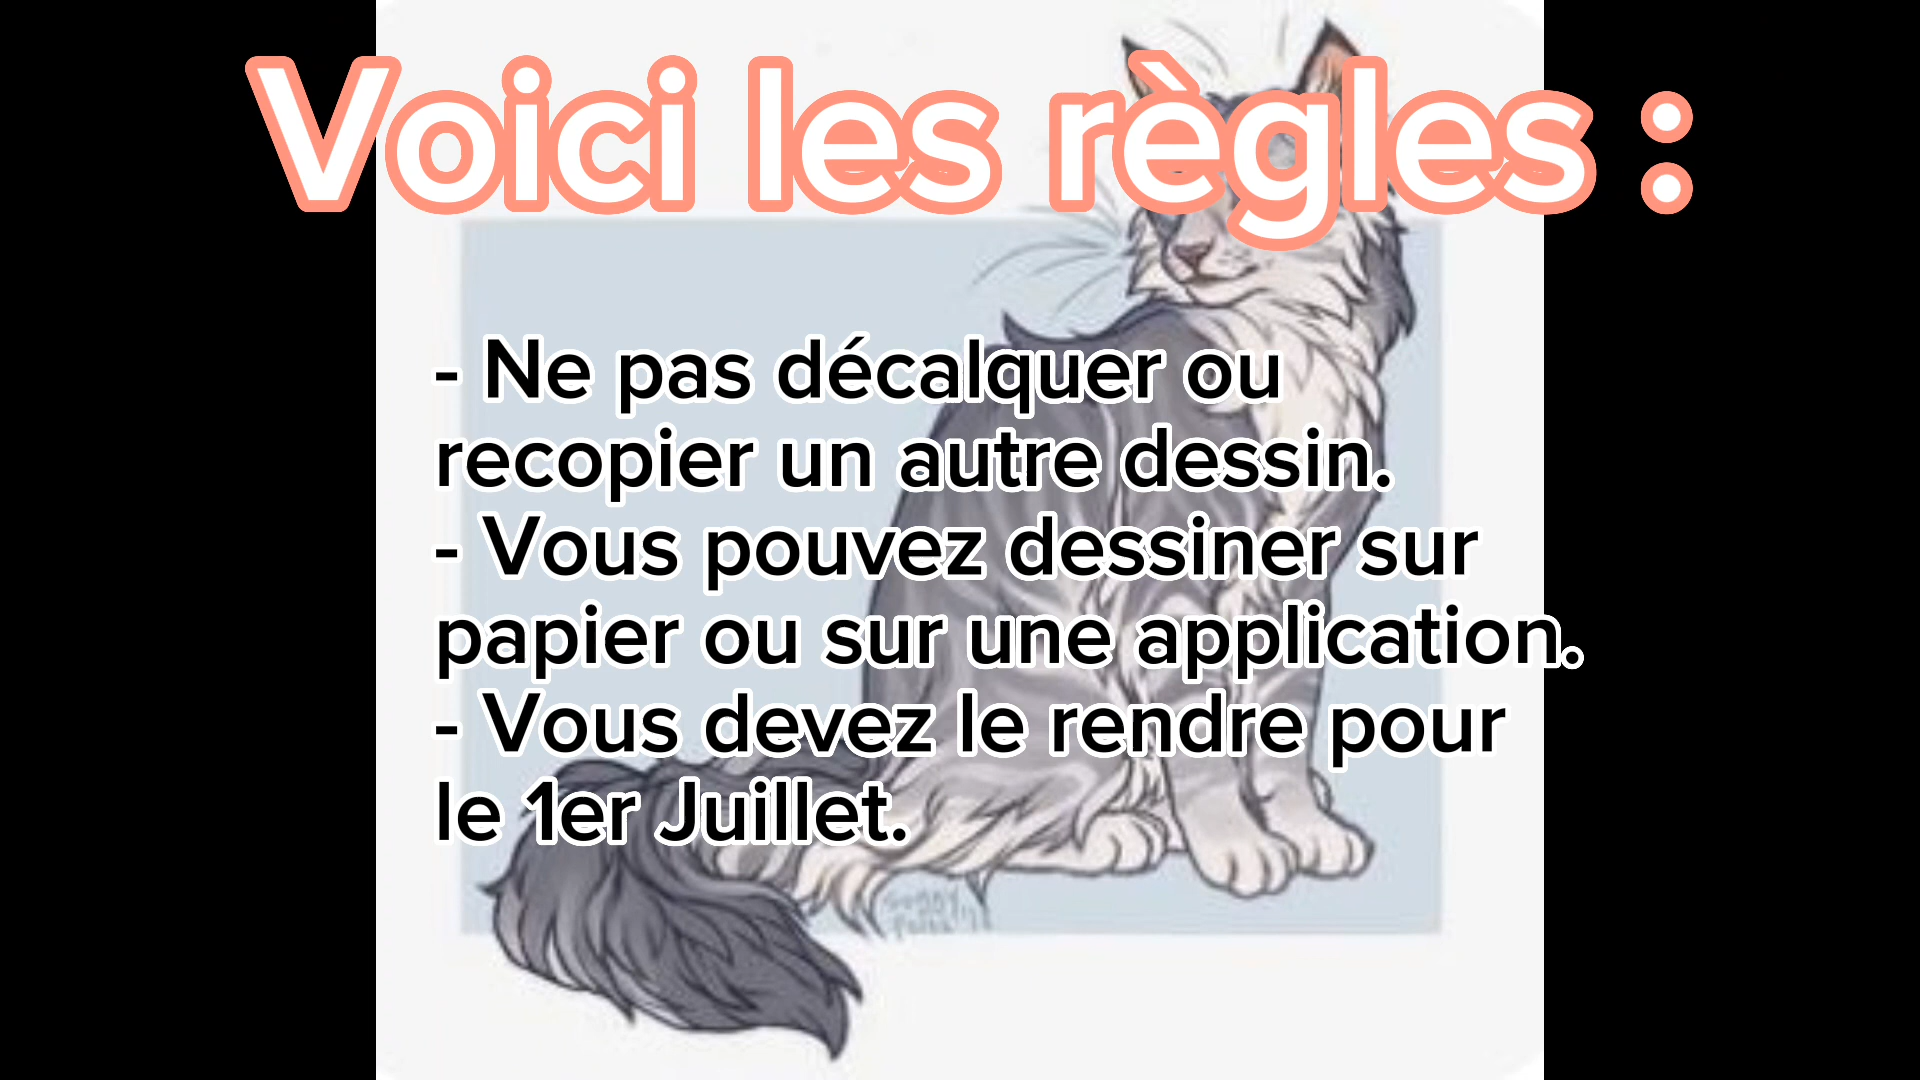 Voici les règles :
- Ne pas décalquer ou
recopier un autre dessin.
- Vous pouvez dessiner sur
papier ou sur une application.
- Vous devez le rendre pour
le 1er Juillet.